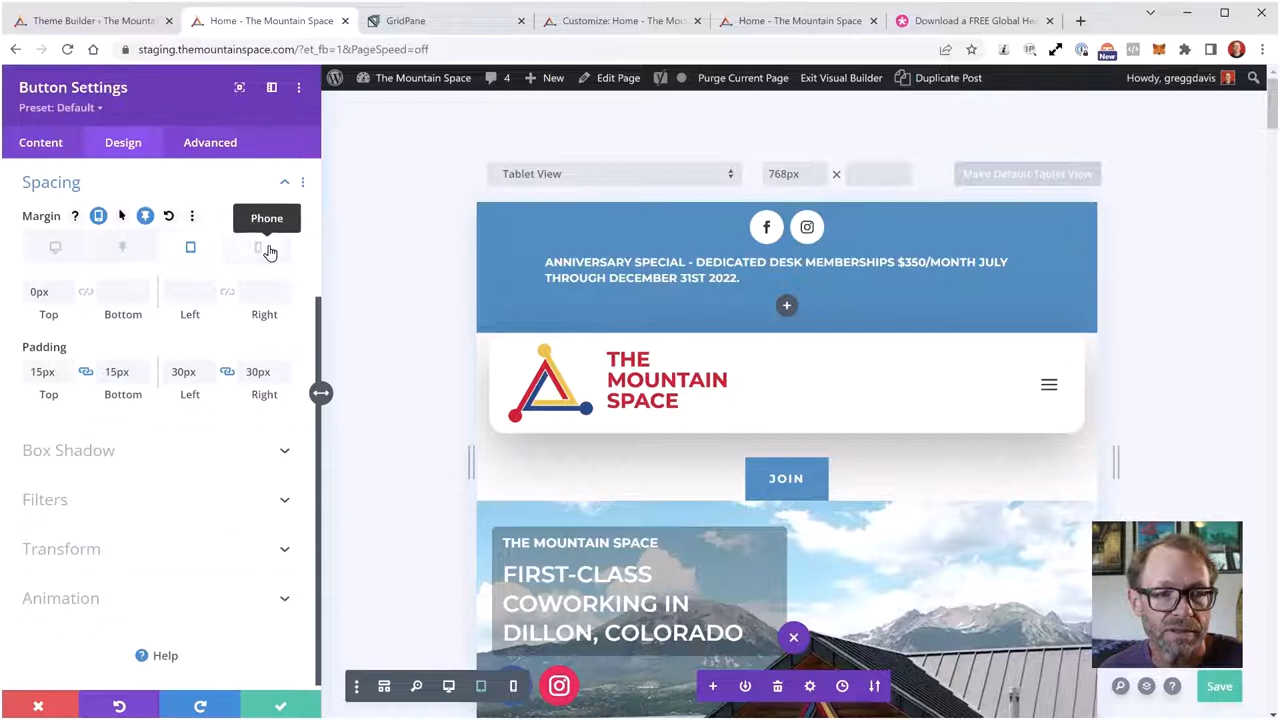 Theme Builder + The Mountai
Home - The Mountain Space
GridPane
Customize: Home - The Mou
Home - The Mountain Space
Download a FREE Global Hea
staging.themountainspace.com/?et_fb=1&PageSpeed=off
New
Button Settings
Preset: Default
The Mountain Space
4
New
Edit Page
Purge Current Page
Exit Visual Builder
Duplicate Post
Howdy, greggdavis
Content
Design
Advanced
Spacing
Margin
Phone
0px
Top
Bottom
Left
Right
Padding
15px
15px
30px
30px
Top
Bottom
Left
Right
Box Shadow
Filters
Transform
Animation
Help
Tablet View
768px
Make Default Tablet View
ANNIVERSARY SPECIAL - DEDICATED DESK MEMBERSHIPS $350/MONTH JULY
THROUGH DECEMBER 31ST 2022.
THE
MOUNTAIN
SPACE
JOIN
THE MOUNTAIN SPACE
FIRST-CLASS
COWORKING IN
DILLON, COLORADO
Save